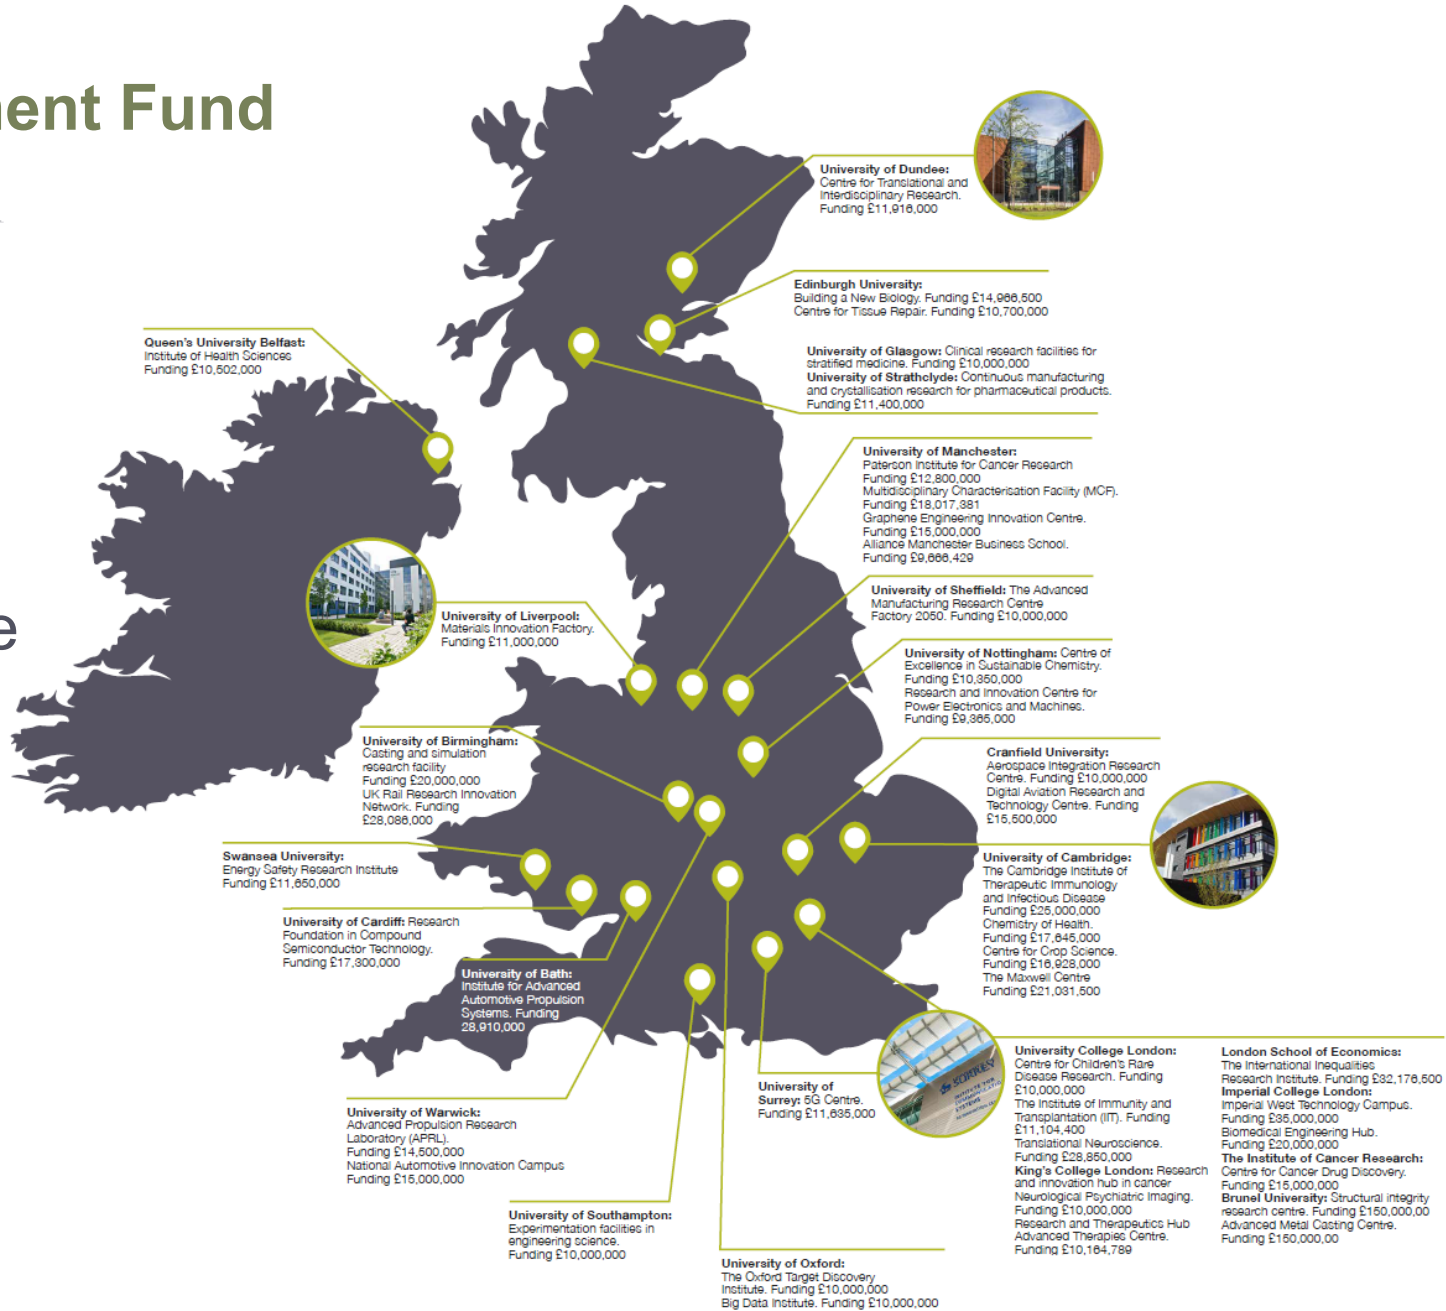 ment Fund
e
University of Dundee:
Centre for Translational and
Interdisciplinary Research.
Funding £11,916,000
Edinburgh University:
Building a New Biology. Funding £14,966,500
Centre for Tissue Repair. Funding £10,700,000
Queen's University Belfast:
Institute of Health Sciences
Funding £10,502,000
University of Glasgow: Clinical research facilities for
stratified medicine. Funding £10,000,000
University of Strathclyde: Continuous manufacturing
and crystallisation research for pharmaceutical products.
Funding £11,400,000
University of Manchester:
Paterson Institute for Cancer Research
Funding £12,800,000
Multidisciplinary Characterisation Facility (MCF).
Funding £18,017,381
Graphene Engineering Innovation Centre.
Funding £15,000,000
Alliance Manchester Business School.
Funding £9,666,429
University of Liverpool:
Materials Innovation Factory.
Funding £11,000,000
University of Sheffield: The Advanced
Manufacturing Research Centre
Factory 2050. Funding £10,000,000
University of Nottingham: Centre of
Excellence in Sustainable Chemistry.
Funding £10,350,000
Research and Innovation Centre for
Power Electronics and Machines.
Funding £9,365,000
University of Birmingham:
Casting and simulation
research facility
Funding £20,000,000
UK Rail Research Innovation
Network. Funding
£28,086,000
Cranfield University:
Aerospace Integration Research
Centre. Funding £10,000,000
Digital Aviation Research and
Technology Centre. Funding
£15,500,000
Swansea University:
Energy Safety Research Institute
Funding £11,650,000
University of Cambridge:
The Cambridge Institute of
Therapeutic Immunology
and Infectious Disease
Funding £25,000,000
Chemistry of Health.
Funding £17,645,000
Centre for Crop Science.
Funding £16,928,000
The Maxwell Centre
Funding £21,031,500
University of Cardiff: Research
Foundation in Compound
Semiconductor Technology.
Funding £17,300,000
University of Bath:
Institute for Advanced
Automotive Propulsion
Systems. Funding
28,910,000
University of Warwick:
Advanced Propulsion Research
Laboratory (APRL).
Funding £14,500,000
National Automotive Innovation Campus
Funding £15,000,000
University of
Surrey: 5G Centre.
Funding £11,635,000
SURREY
INSTITUTE FOR
COMMUNICATION
SYSTEMS
University College London:
Centre for Children's Rare
Disease Research. Funding
£10,000,000
The Institute of Immunity and
Transplantation (IIT). Funding
£11,104,400
Translational Neuroscience.
Funding £28,850,000
King's College London: Research
and innovation hub in cancer
Neurological Psychiatric Imaging.
Funding £10,000,000
Research and Therapeutics Hub
Advanced Therapies Centre.
Funding £10,164,789
London School of Economics:
The International Inequalities
Research Institute. Funding £32,176,500
Imperial College London:
Imperial West Technology Campus.
Funding £35,000,000
Biomedical Engineering Hub.
Funding £20,000,000
The Institute of Cancer Research:
Centre for Cancer Drug Discovery.
Funding £15,000,000
Brunel University: Structural integrity
research centre. Funding £150,000,00
Advanced Metal Casting Centre.
Funding £150,000,00
University of Southampton:
Experimentation facilities in
engineering science.
Funding £10,000,000
University of Oxford:
The Oxford Target Discovery
Institute. Funding £10,000,000
Big Data Institute. Funding £10,000,000